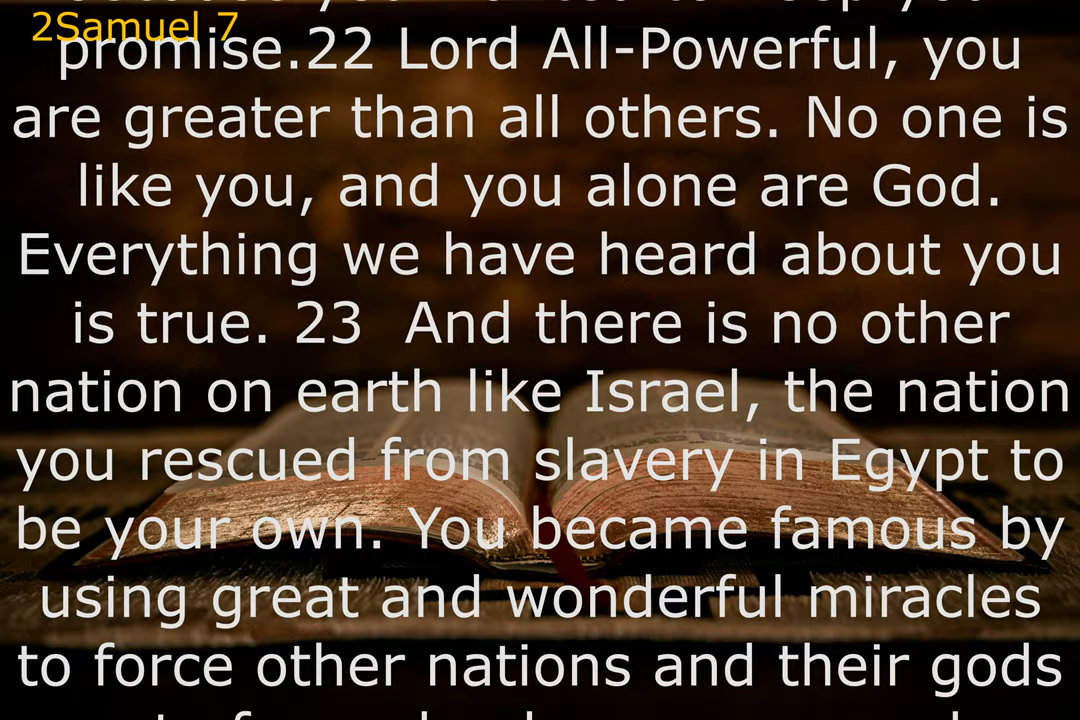 2Samuel 7
promise.22 Lord All-Powerful, you
are greater than all others. No one is
like you, and you alone are God.
Everything we have heard about you
is true. 23  And there is no other
nation on earth like Israel, the nation
you rescued from slavery in Egypt to
be your own. You became famous by
using great and wonderful miracles
to force other nations and their gods